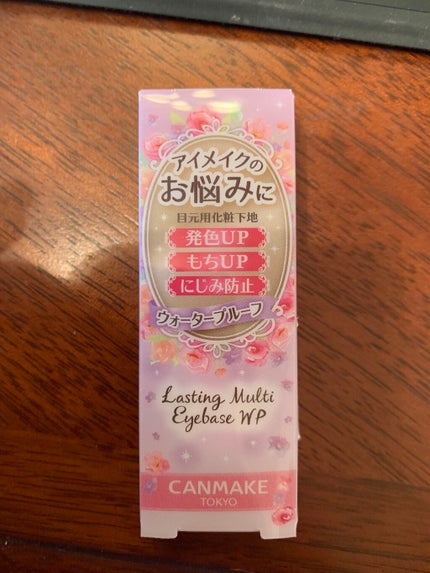 アイメイクの
お悩みに
目元用化粧下地
発色UP
もちUP
にじみ防止
ウォータープルーフ
Lasting Multi
Eyebase WP
CANMAKE
TOKYO